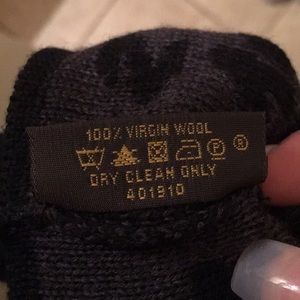 100% VIRGIN WOOL
P ®
DRY CLEAN ONLY
401910